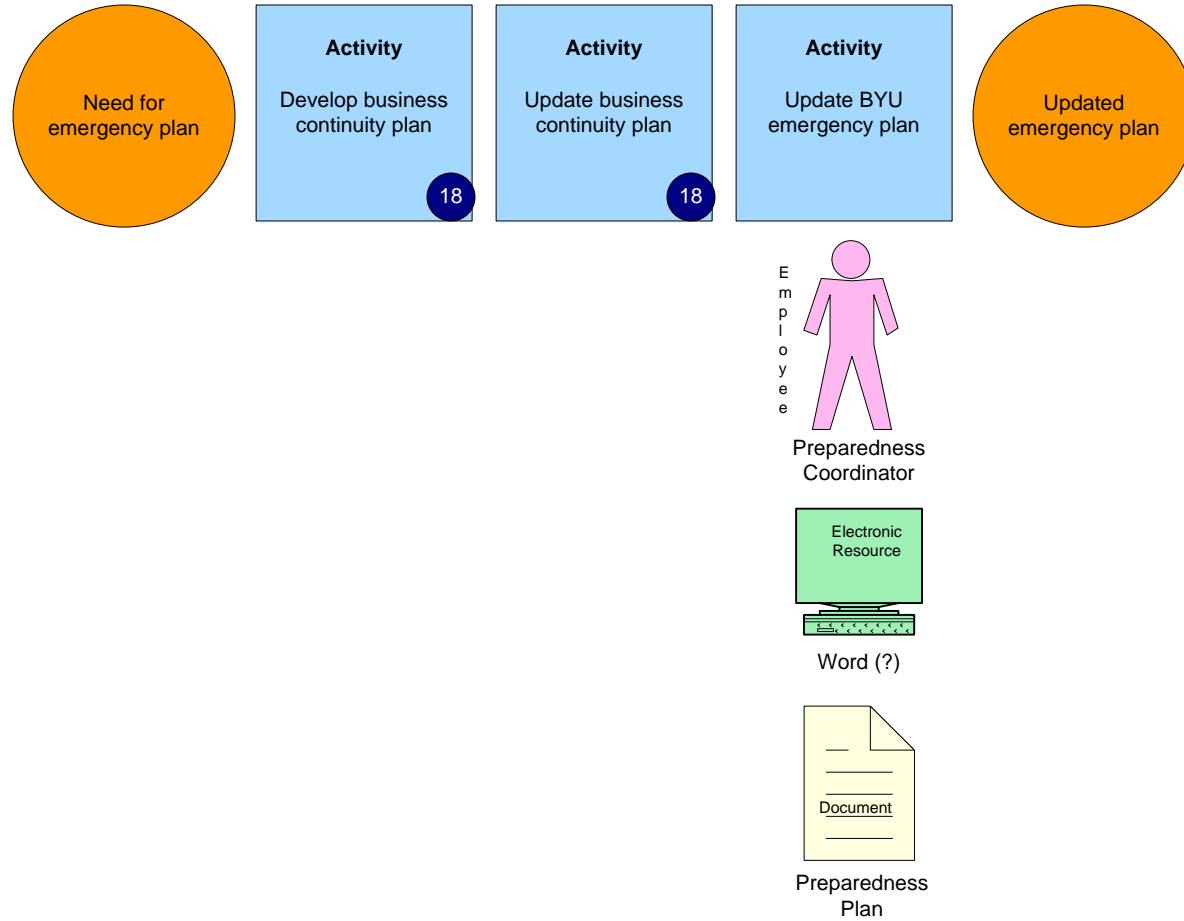 Need for
emergency plan
Activity
Develop business
continuity plan
18
Activity
Update business
continuity plan
18
Activity
Update BYU
emergency plan
Updated
emergency plan
Employee
Preparedness
Coordinator
Electronic
Resource
Word (?)
Document
Preparedness
Plan